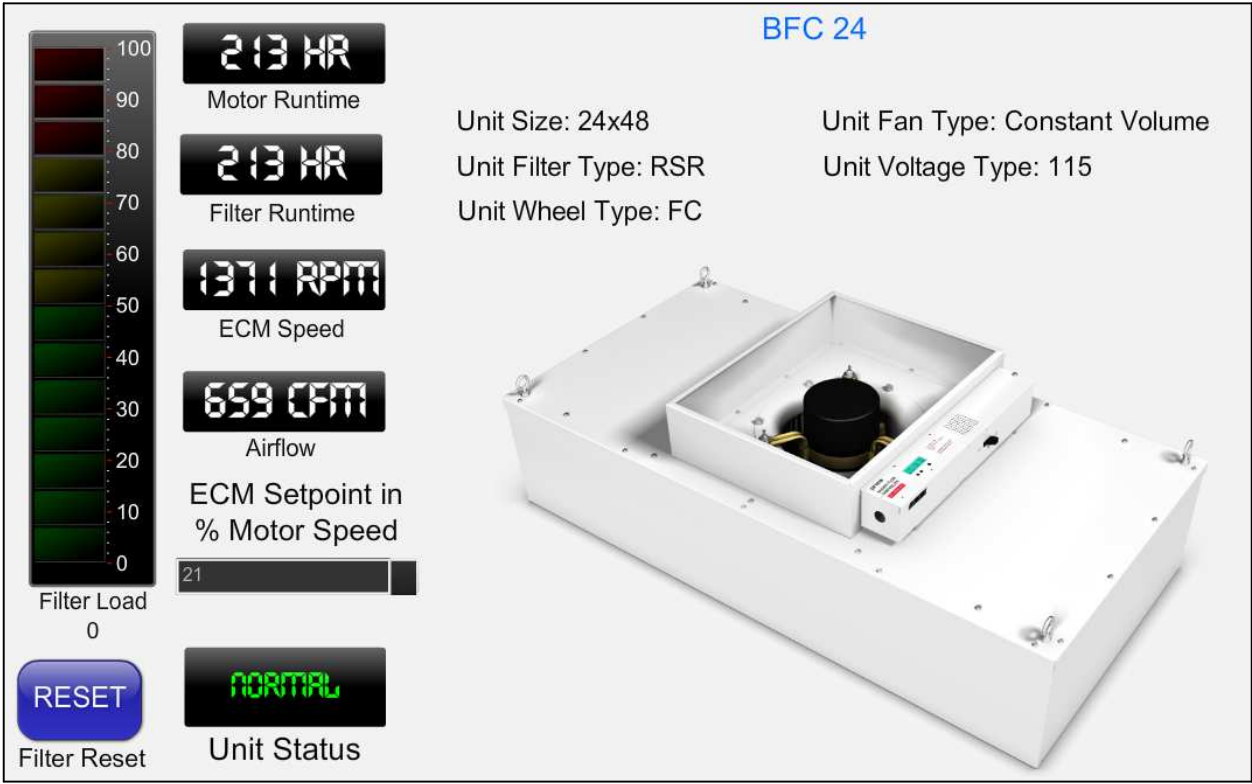 BFC 24
100
90
80
70
60
50
40
30
20
10
0
Filter Load
0
RESET
Filter Reset
213 HR
Motor Runtime
213 HR
Filter Runtime
1371 RPM
ECM Speed
659 CFM
Airflow
ECM Setpoint in
% Motor Speed
21
NORMAL
Unit Status
Unit Size: 24x48
Unit Filter Type: RSR
Unit Wheel Type: FC
Unit Fan Type: Constant Volume
Unit Voltage Type: 115